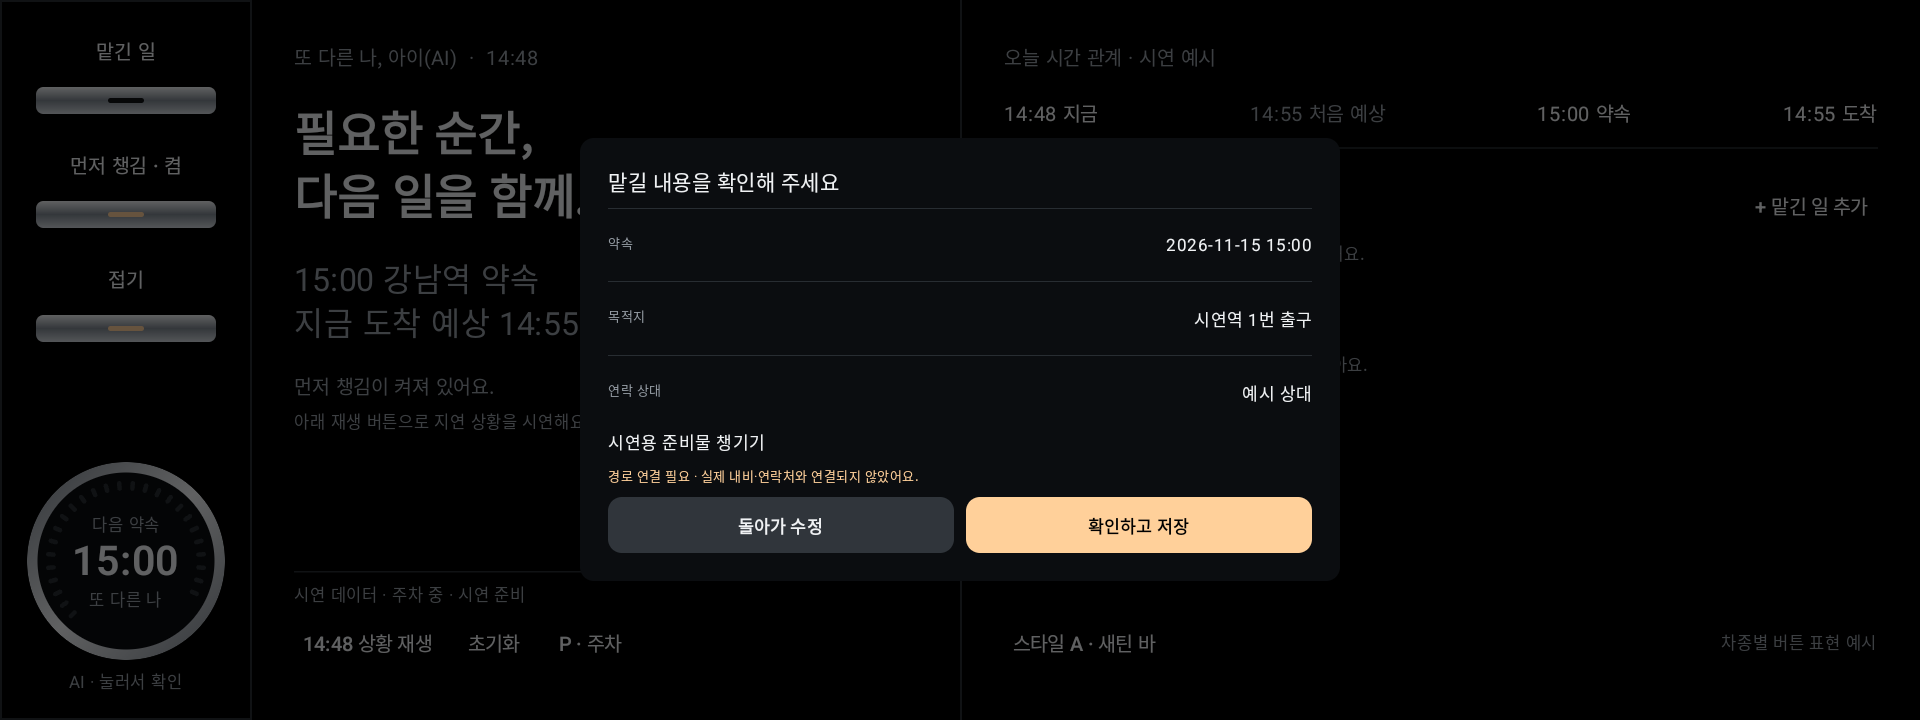 맡긴 일
먼저 챙김 · 켬
접기
다음 약속
15:00
또 다른 나
AI · 눌러서 확인
또 다른 나, 아이(AI) · 14:48
필요한 순간,
다음 일을 함께.
15:00 강남역 약속
지금 도착 예상 14:55
먼저 챙김이 켜져 있어요.
아래 재생 버튼으로 지연 상황을 시연해요
시연 데이터 · 주차 중 · 시연 준비
14:48 상황 재생 초기화 P · 주차
맡길 내용을 확인해 주세요
약속 2026-11-15 15:00
목적지 시연역 1번 출구
연락 상대 예시 상대
시연용 준비물 챙기기
경로 연결 필요 · 실제 내비·연락처와 연결되지 않았어요.
돌아가 수정 확인하고 저장
오늘 시간 관계 · 시연 예시
14:48 지금 14:55 처음 예상 15:00 약속 14:55 도착
+ 맡긴 일 추가
요.
요.
스타일 A · 새틴 바
차종별 버튼 표현 예시